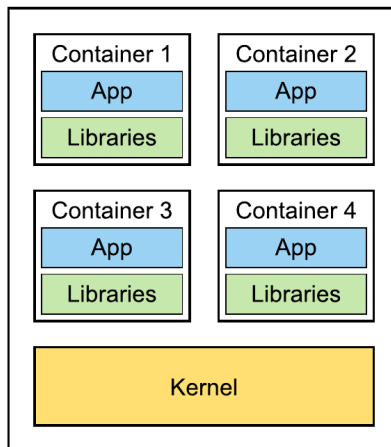 Container 1
App
Libraries
Container 2
App
Libraries
Container 3
App
Libraries
Container 4
App
Libraries
Kernel